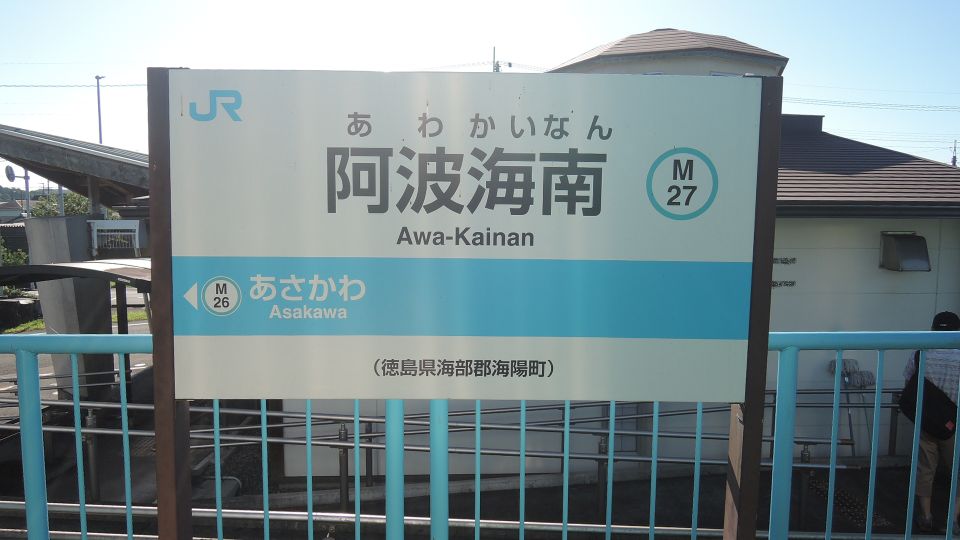 JR
あわかいなん
阿波海南
M
27
Awa-Kainan
M
26
あさかわ
Asakawa
(徳島県海部郡海陽町)